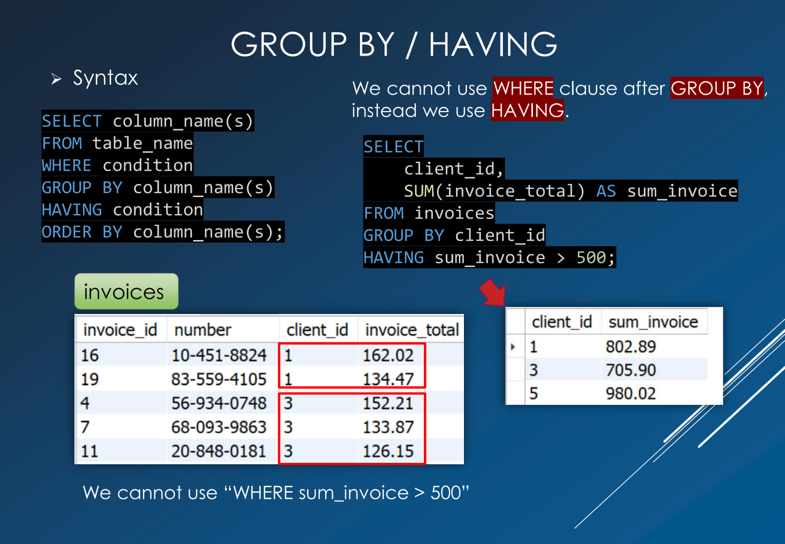 GROUP BY / HAVING
Syntax
SELECT column_name(s)
FROM table_name
WHERE condition
GROUP BY column_name(s)
HAVING condition
ORDER BY column_name(s);
We cannot use WHERE clause after GROUP BY,
instead we use HAVING.
SELECT
client_id,
SUM(invoice_total) AS sum_invoice
FROM invoices
GROUP BY client_id
HAVING sum_invoice > 500;
invoices
invoice_id number client_id invoice_total
16 10-451-8824 1 162.02
19 83-559-4105 1 134.47
4 56-934-0748 3 152.21
7 68-093-9863 3 133.87
11 20-848-0181 3 126.15
client_id sum_invoice
1 802.89
3 705.90
5 980.02
We cannot use “WHERE sum_invoice > 500”